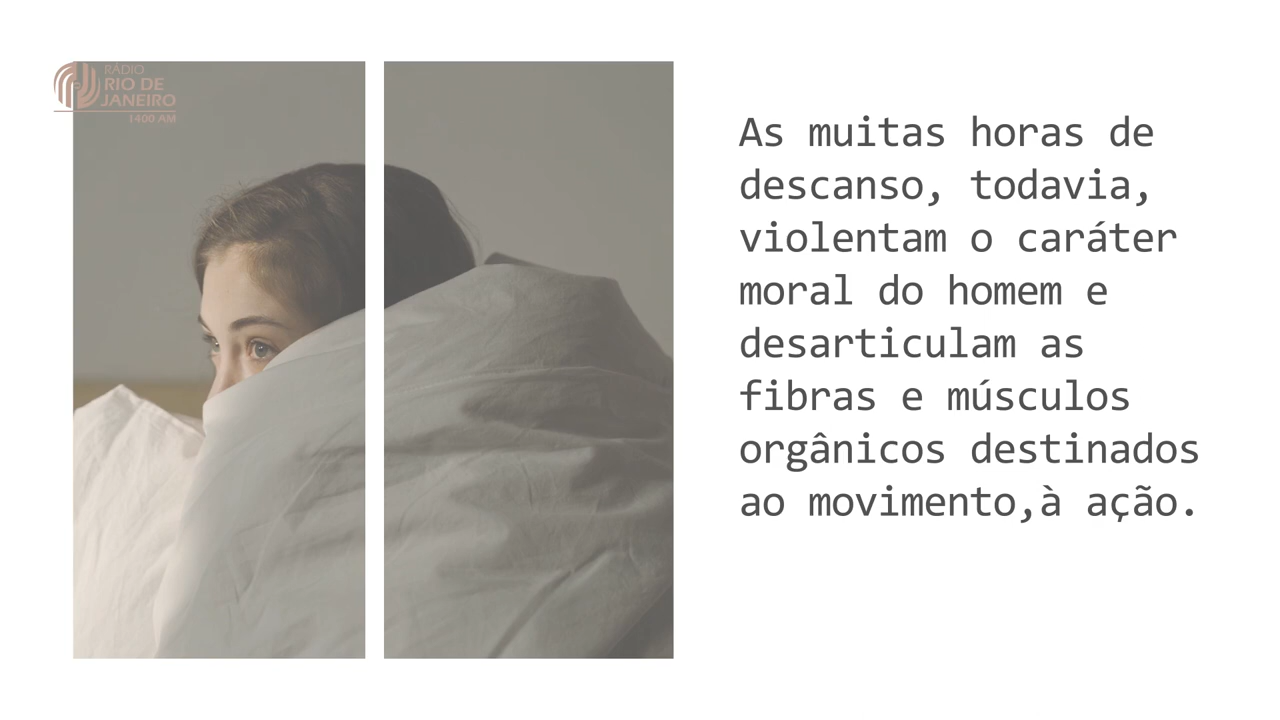 RÁDIO
RIO DE
JANEIRO
1400 AM
As muitas horas de
descanso, todavia,
violentam o caráter
moral do homem e
desarticulam as
fibras e músculos
orgânicos destinados
ao movimento,à ação.